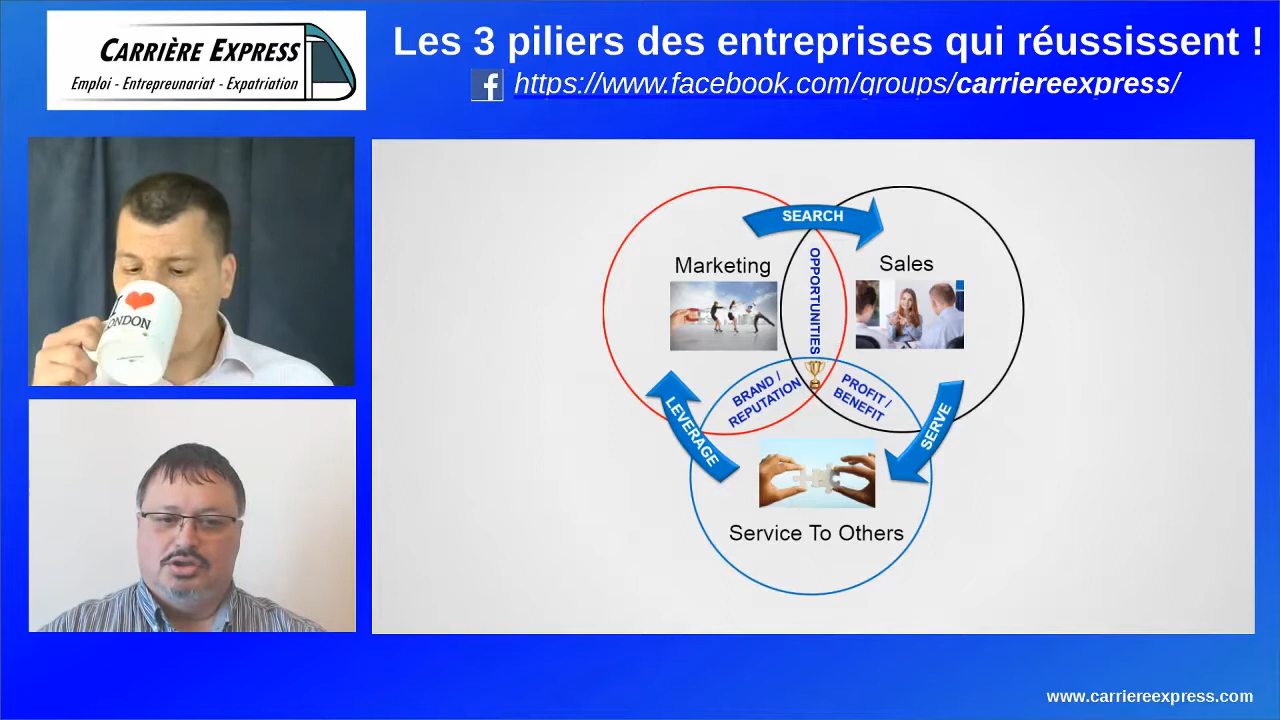 CARRIÈRE EXPRESS
Emploi - Entrepreunariat - Expatriation
Les 3 piliers des entreprises qui réussissent !
https://www.facebook.com/groups/carriereexpress/
SEARCH
Marketing
Sales
OPPORTUNITIES
BRAND /
REPUTATION
PROFIT /
BENEFIT
LEVERAGE
SERVE
Service To Others
LONDON
www.carriereexpress.com